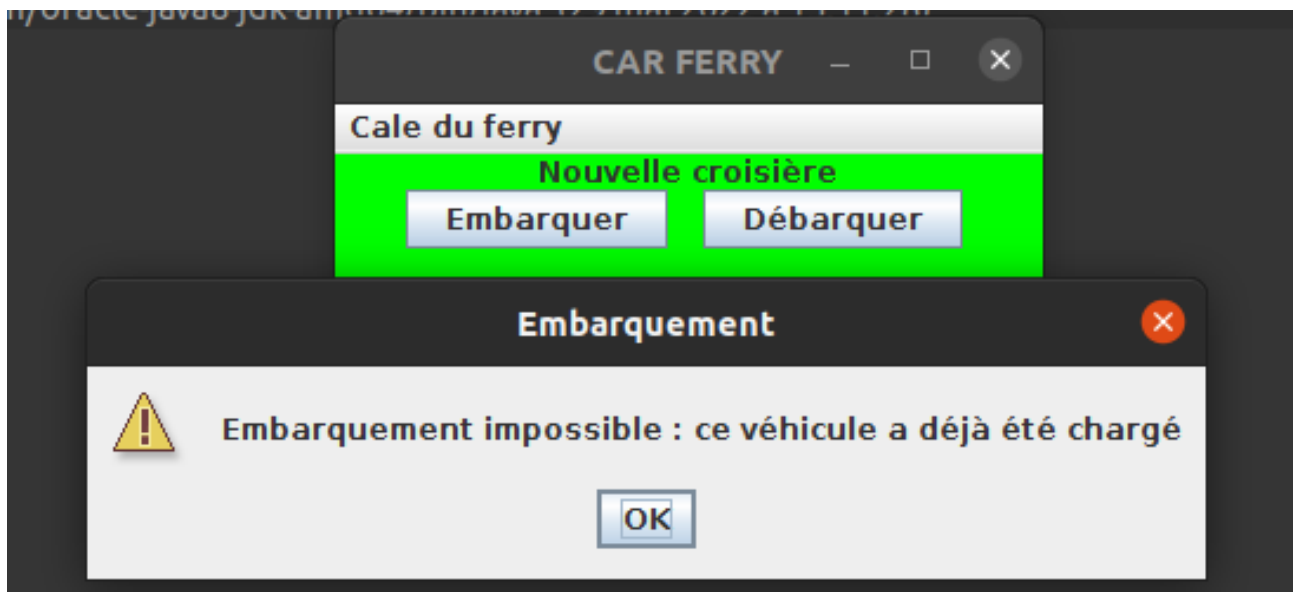 CAR FERRY
Cale du ferry
Nouvelle croisière
Embarquer Débarquer
Embarquement
Embarquement impossible : ce véhicule a déjà été chargé
OK